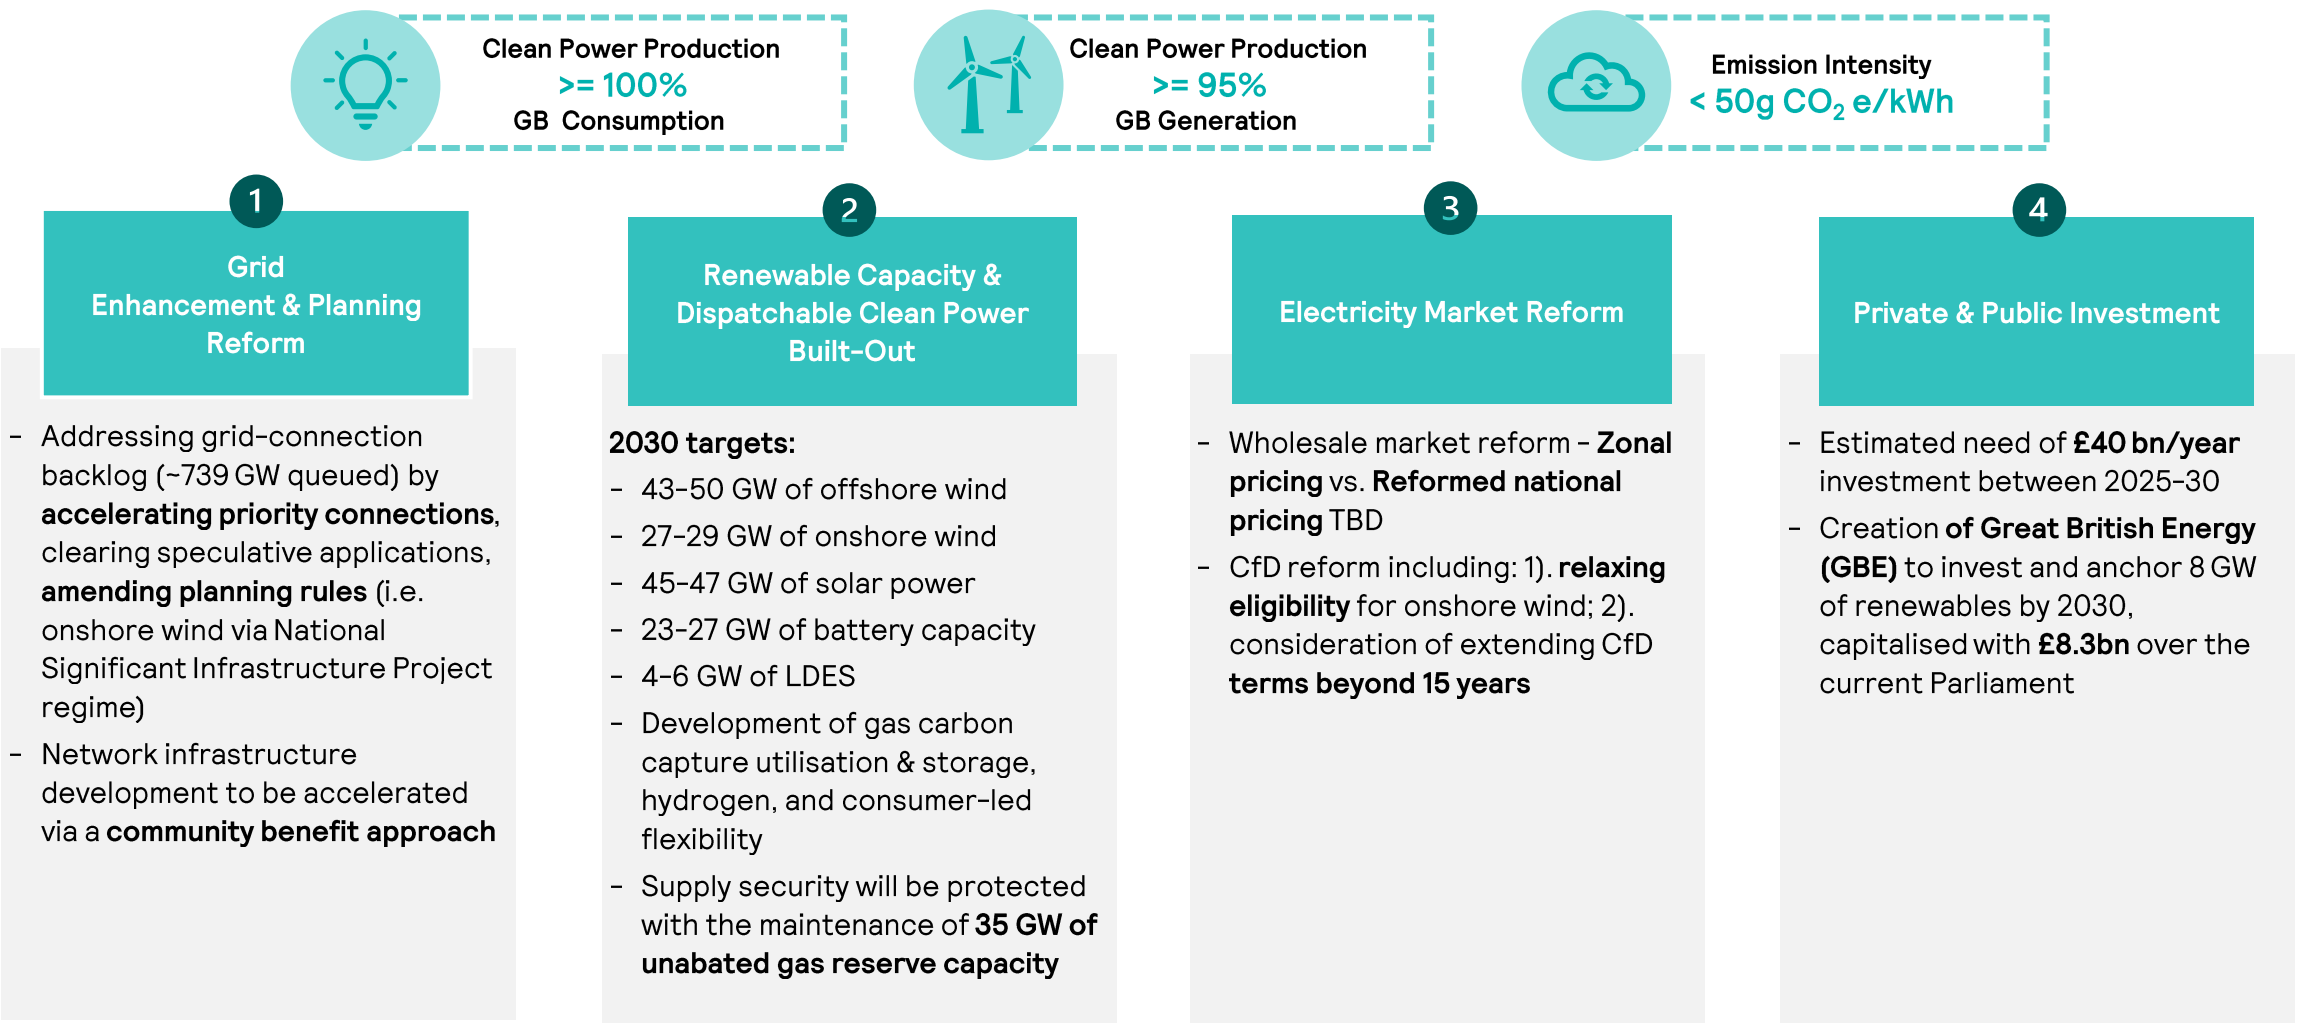 Clean Power Production
>= 100%
GB Consumption
Clean Power Production
>= 95%
GB Generation
Emission Intensity
< 50g CO₂ e/kWh
1
Grid
Enhancement & Planning
Reform
- Addressing grid-connection
backlog (~739 GW queued) by
accelerating priority connections,
clearing speculative applications,
amending planning rules (i.e.
onshore wind via National
Significant Infrastructure Project
regime)
- Network infrastructure
development to be accelerated
via a community benefit approach
2
Renewable Capacity &
Dispatchable Clean Power
Built-Out
2030 targets:
- 43-50 GW of offshore wind
- 27-29 GW of onshore wind
- 45-47 GW of solar power
- 23-27 GW of battery capacity
- 4-6 GW of LDES
- Development of gas carbon
capture utilisation & storage,
hydrogen, and consumer-led
flexibility
- Supply security will be protected
with the maintenance of 35 GW of
unabated gas reserve capacity
3
Electricity Market Reform
- Wholesale market reform - Zonal
pricing vs. Reformed national
pricing TBD
- CfD reform including: 1). relaxing
eligibility for onshore wind; 2).
consideration of extending CfD
terms beyond 15 years
4
Private & Public Investment
- Estimated need of £40 bn/year
investment between 2025-30
- Creation of Great British Energy
(GBE) to invest and anchor 8 GW
of renewables by 2030,
capitalised with £8.3bn over the
current Parliament